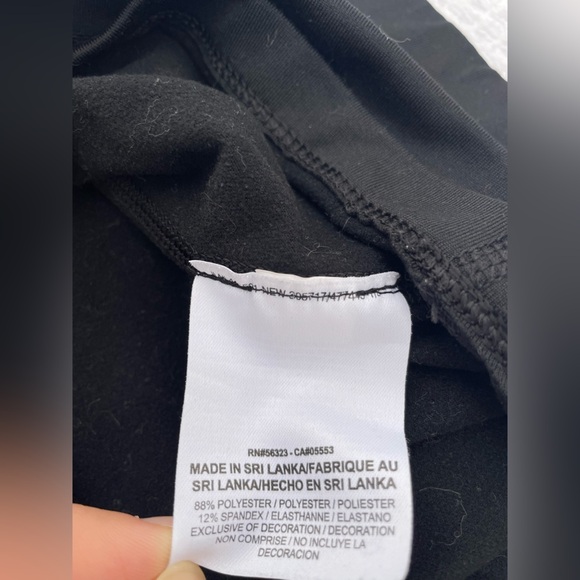 NEW
RN#56323 - CA#05553
MADE IN SRI LANKA/FABRIQUE AU
SRI LANKA/HECHO EN SRI LANKA
88% POLYESTER / POLYESTER / POLIESTER
12% SPANDEX / ELASTHANNE / ELASTANO
EXCLUSIVE OF DECORATION / DECORATION
NON COMPRISE / NO INCLUYE LA
DECORACION